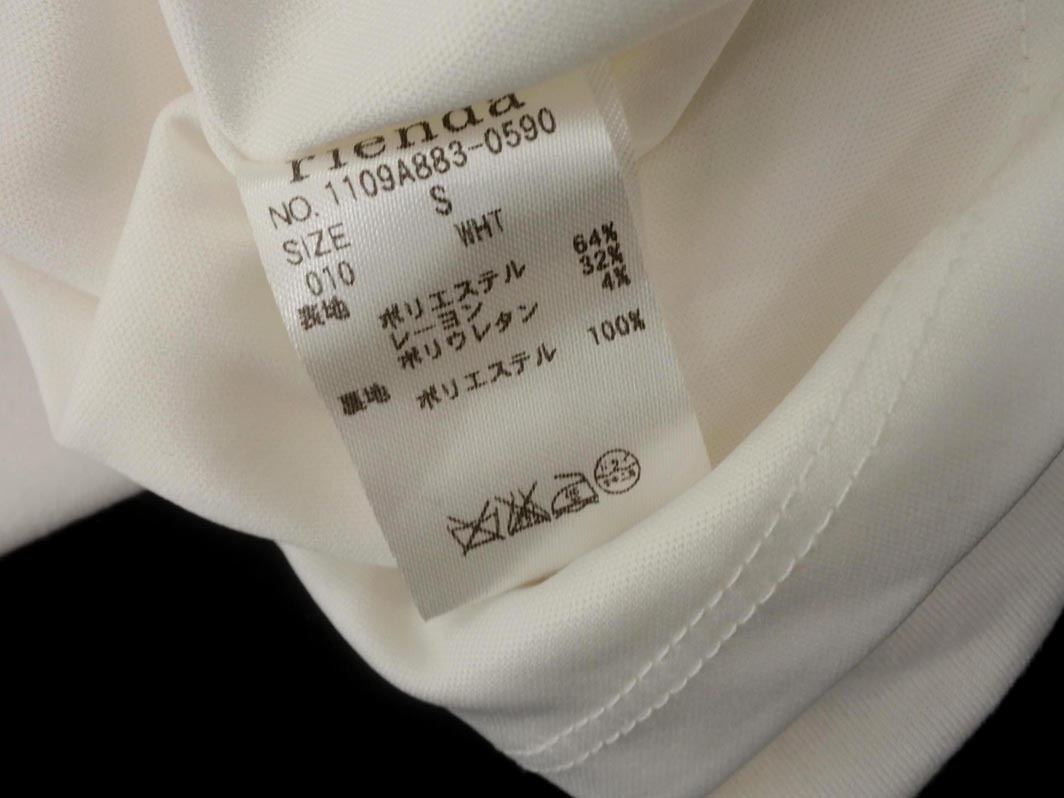 rienda
NO. 1109A883-0590
SIZE S
010 WHT
表地 ポリエステル 64%
レーヨン 32%
ポリウレタン 4%
裏地 ポリエステル 100%